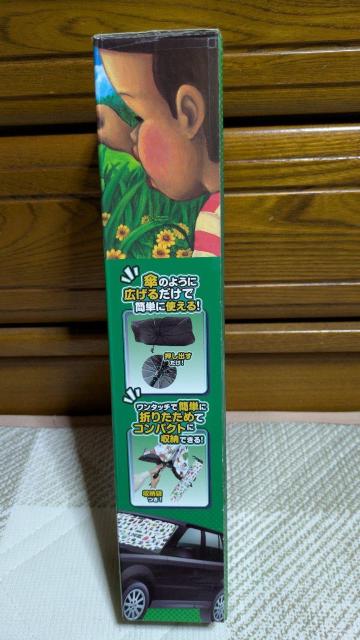 傘のように
広げるだけで
簡単に使える!
押し出す
だけ!
ワンタッチで簡単に
折りたためて
コンパクトに
収納できる!
収納袋
つき!